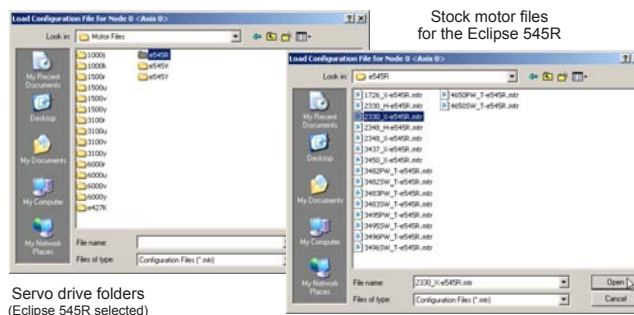 Stock motor files
for the Eclipse 545R
Load Configuration File for Node 0 <Axis 0>
Look in: Motor Files
My Recent Documents
Desktop
My Documents
My Computer
My Network Places
1000j
1000k
1500r
1500u
1500v
1500y
3100r
3100u
3100v
3100y
6000r
6000u
6000v
6000y
e427K
e545R
e545V
e545Y
File name:
Files of type: Configuration Files (*.mtr)
Servo drive folders
(Eclipse 545R selected)
Load Configuration File for Node 0 <Axis 0>
Look in: e545R
My Recent Documents
Desktop
My Documents
My Computer
My Network Places
1726_X-e545R.mtr
2330_H-e545R.mtr
2330_X-e545R.mtr
2348_H-e545R.mtr
2348_X-e545R.mtr
3437_X-e545R.mtr
3450_X-e545R.mtr
3482PW_T-e545R.mtr
3482SW_T-e545R.mtr
3483PW_T-e545R.mtr
3483SW_T-e545R.mtr
3495PW_T-e545R.mtr
3495SW_T-e545R.mtr
3496PW_T-e545R.mtr
3496SW_T-e545R.mtr
4650PW_T-e545R.mtr
4650SW_T-e545R.mtr
File name: 2330_X-e545R.mtr
Open
Files of type: Configuration Files (*.mtr)
Cancel